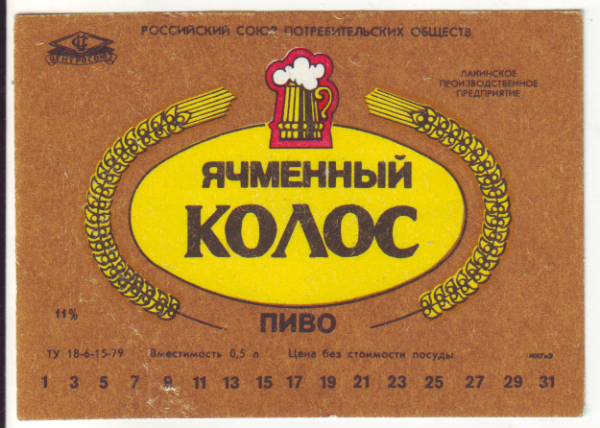 РОССИЙСКИЙ СОЮЗ ПОТРЕБИТЕЛЬСКИХ ОБЩЕСТВ
ЦЕНТРОСОЮЗ
ЛАКИНСКОЕ
ПРОИЗВОДСТВЕННОЕ
ПРЕДПРИЯТИЕ
ЯЧМЕННЫЙ
КОЛОС
11%
ПИВО
ТУ 18-6-15-79 Вместимость 0,5 л. Цена без стоимости посуды
1 3 5 7 9 11 13 15 17 19 21 23 25 27 29 31